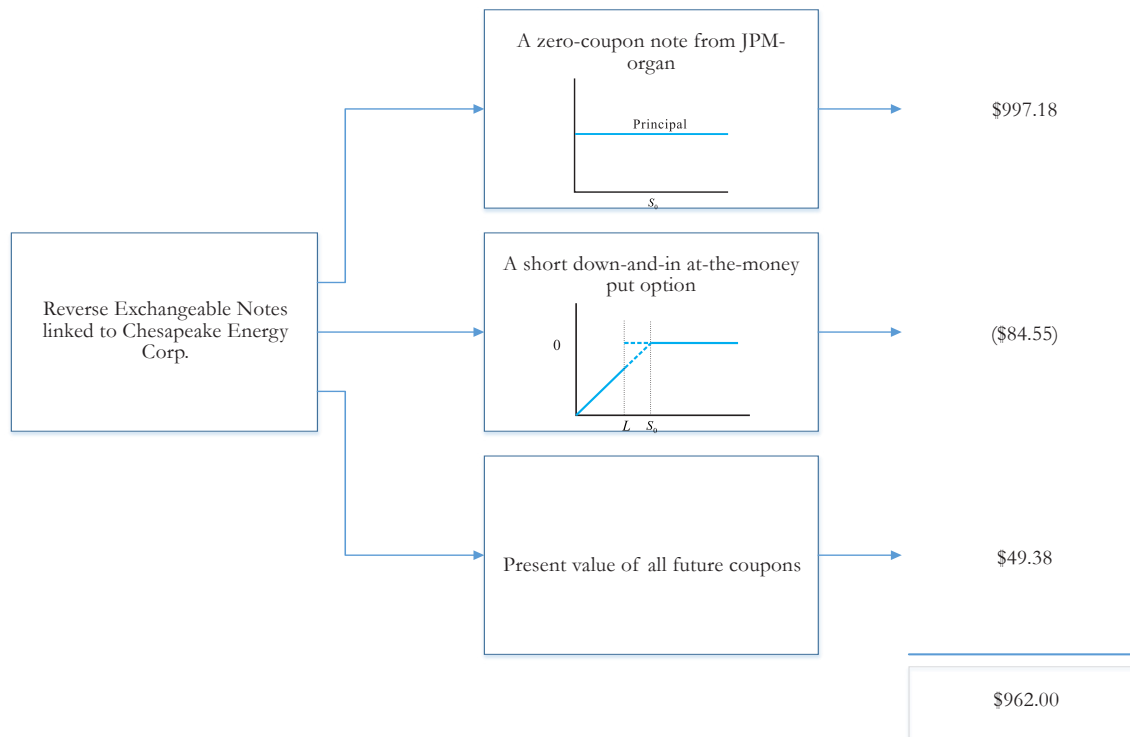 A zero-coupon note from JPM-
organ
Principal
S₀
$997.18
Reverse Exchangeable Notes
linked to Chesapeake Energy
Corp.
A short down-and-in at-the-money
put option
0
L S₀
($84.55)
Present value of all future coupons
$49.38
$962.00